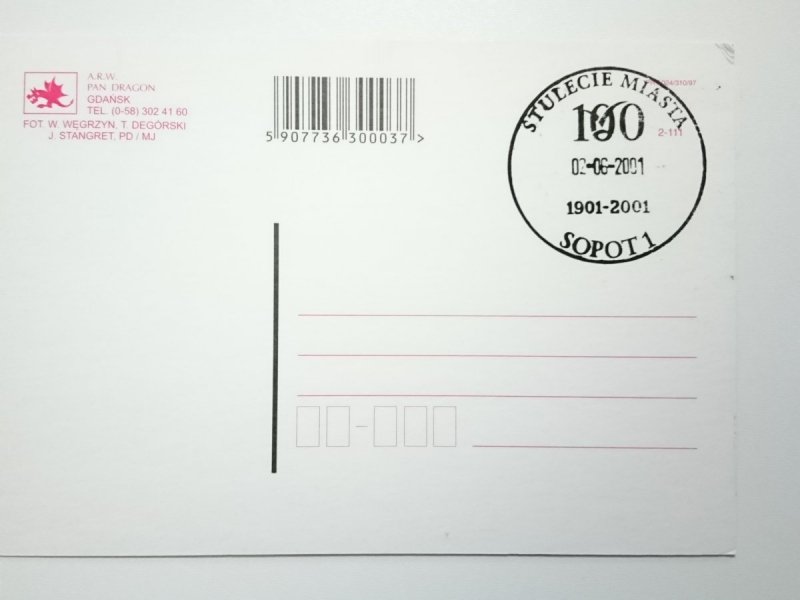 A.R.W.
PAN DRAGON
GDAŃSK
TEL. (0-58) 302 41 60
FOT. W. WĘGRZYN, T. DEGÓRSKI
J. STANGRET, PD / MJ
5 907736 300037 >
STULECIE MIASTA
100
2-111
02-06-2001
1901-2001
SOPOT 1